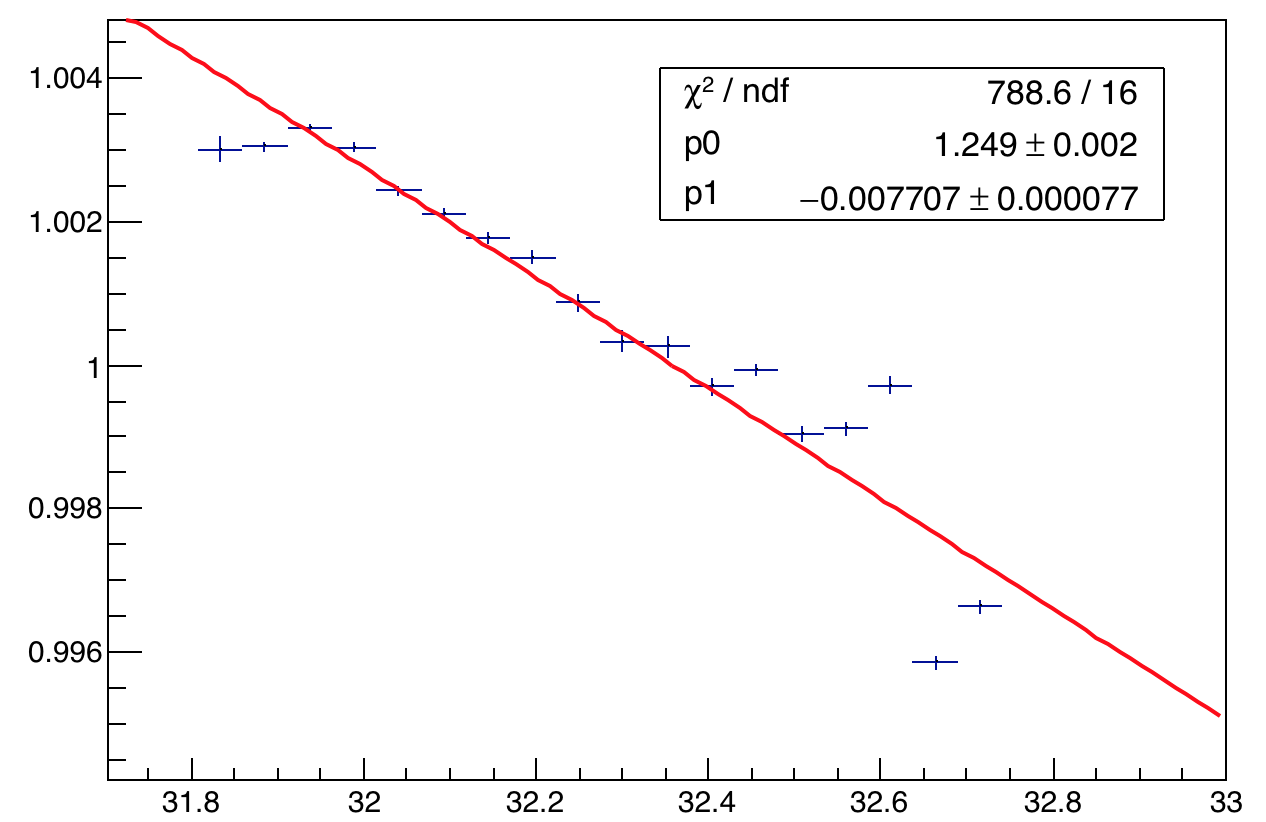 1.004
1.002
1
0.998
0.996
χ² / ndf 788.6 / 16
p0 1.249 ± 0.002
p1 −0.007707 ± 0.000077
31.8 32 32.2 32.4 32.6 32.8 33